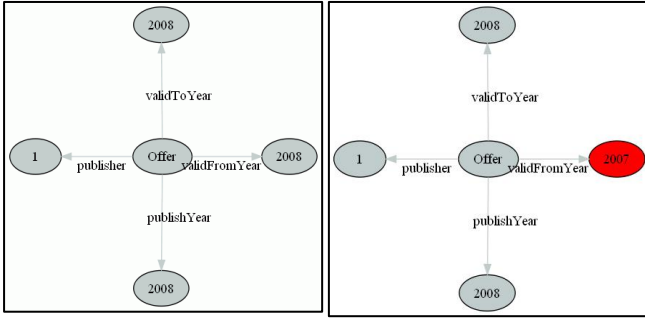 2008
validToYear
1
publisher
Offer
validFromYear
2008
publishYear
2008
2008
validToYear
1
publisher
Offer
validFromYear
2007
publishYear
2008